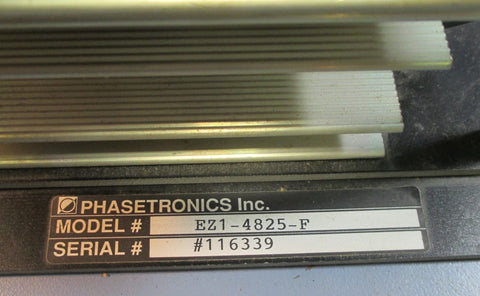 PHASETRONICS Inc.
MODEL # EZ1-4825-F
SERIAL # #116339